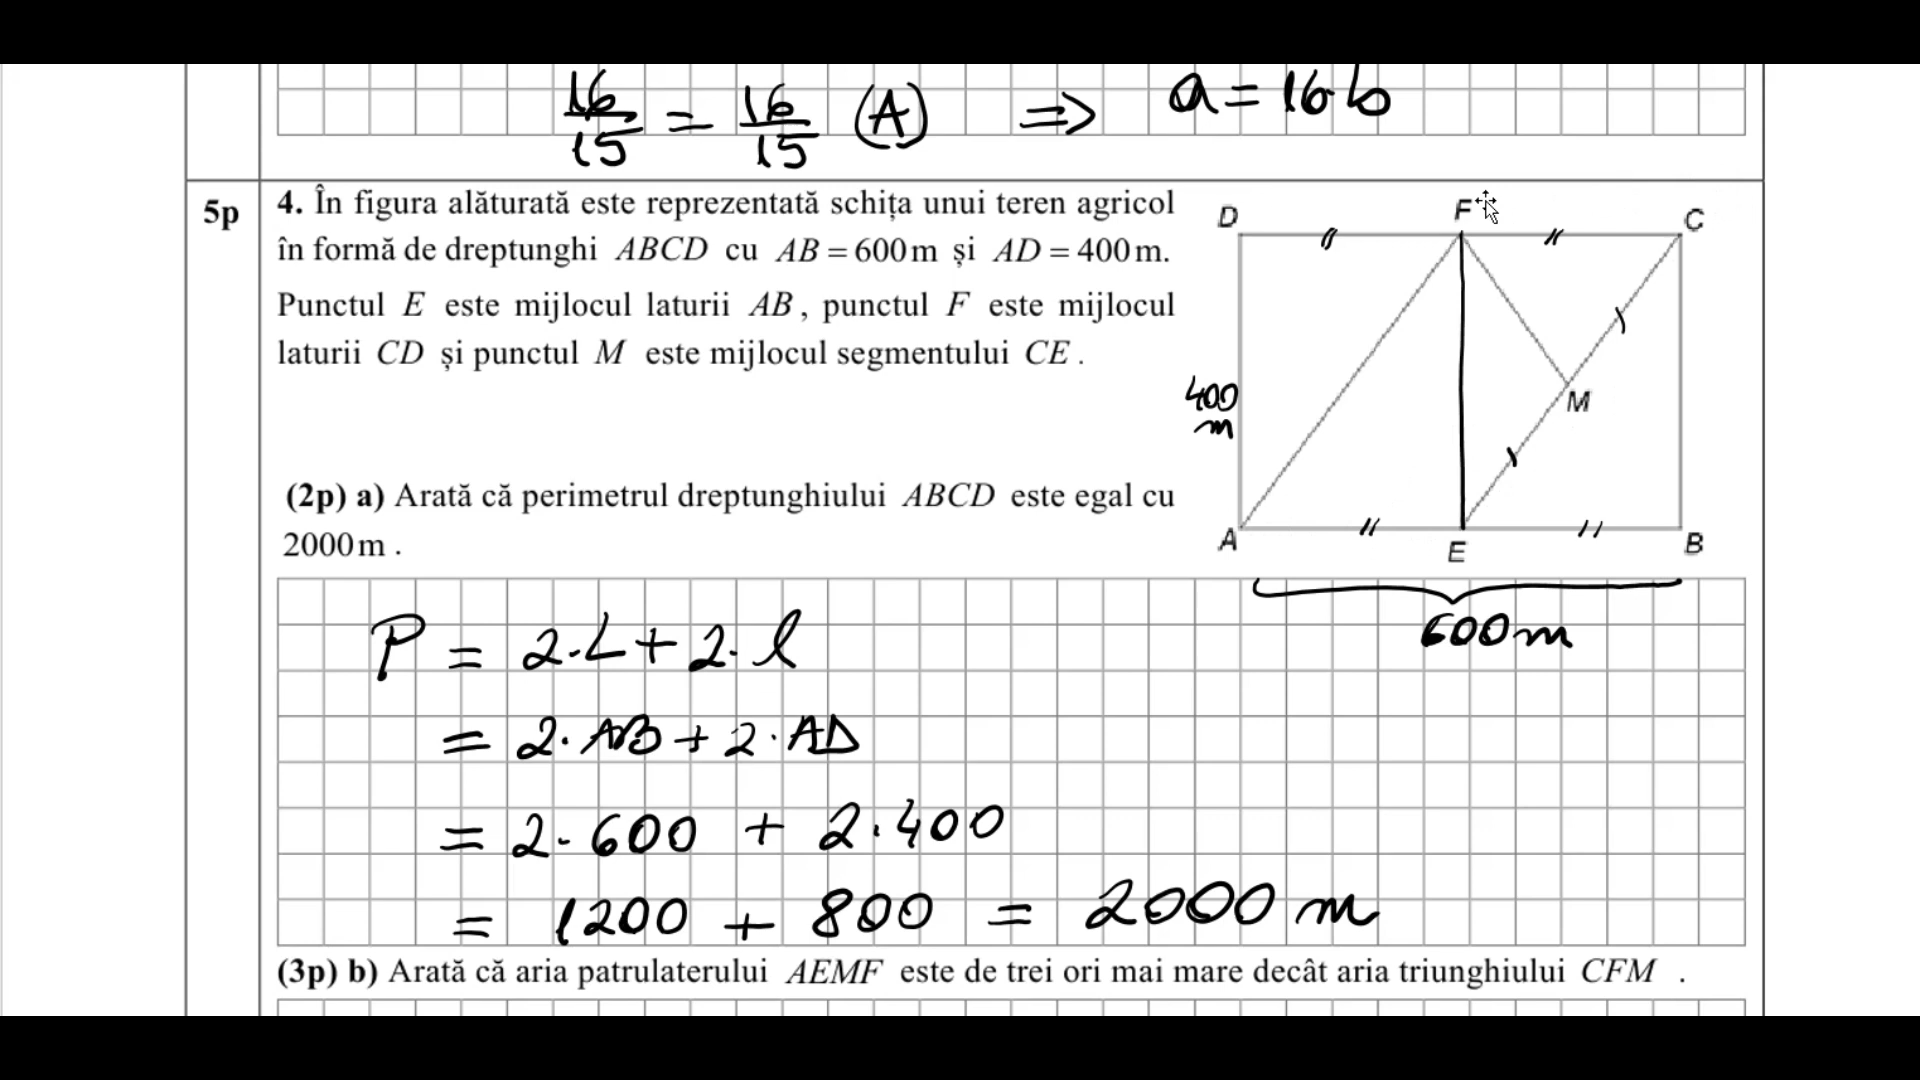 16/15 = 16/15 (A) => a = 16·b
5p
4. În figura alăturată este reprezentată schița unui teren agricol
în formă de dreptunghi ABCD cu AB = 600 m și AD = 400 m.
Punctul E este mijlocul laturii AB, punctul F este mijlocul
laturii CD și punctul M este mijlocul segmentului CE.
(2p) a) Arată că perimetrul dreptunghiului ABCD este egal cu
2000 m.
D F C
400
m
M
A E B
600 m
P = 2·L + 2·l
= 2·AB + 2·AD
= 2·600 + 2·400
= 1200 + 800 = 2000 m
(3p) b) Arată că aria patrulaterului AEMF este de trei ori mai mare decât aria triunghiului CFM .